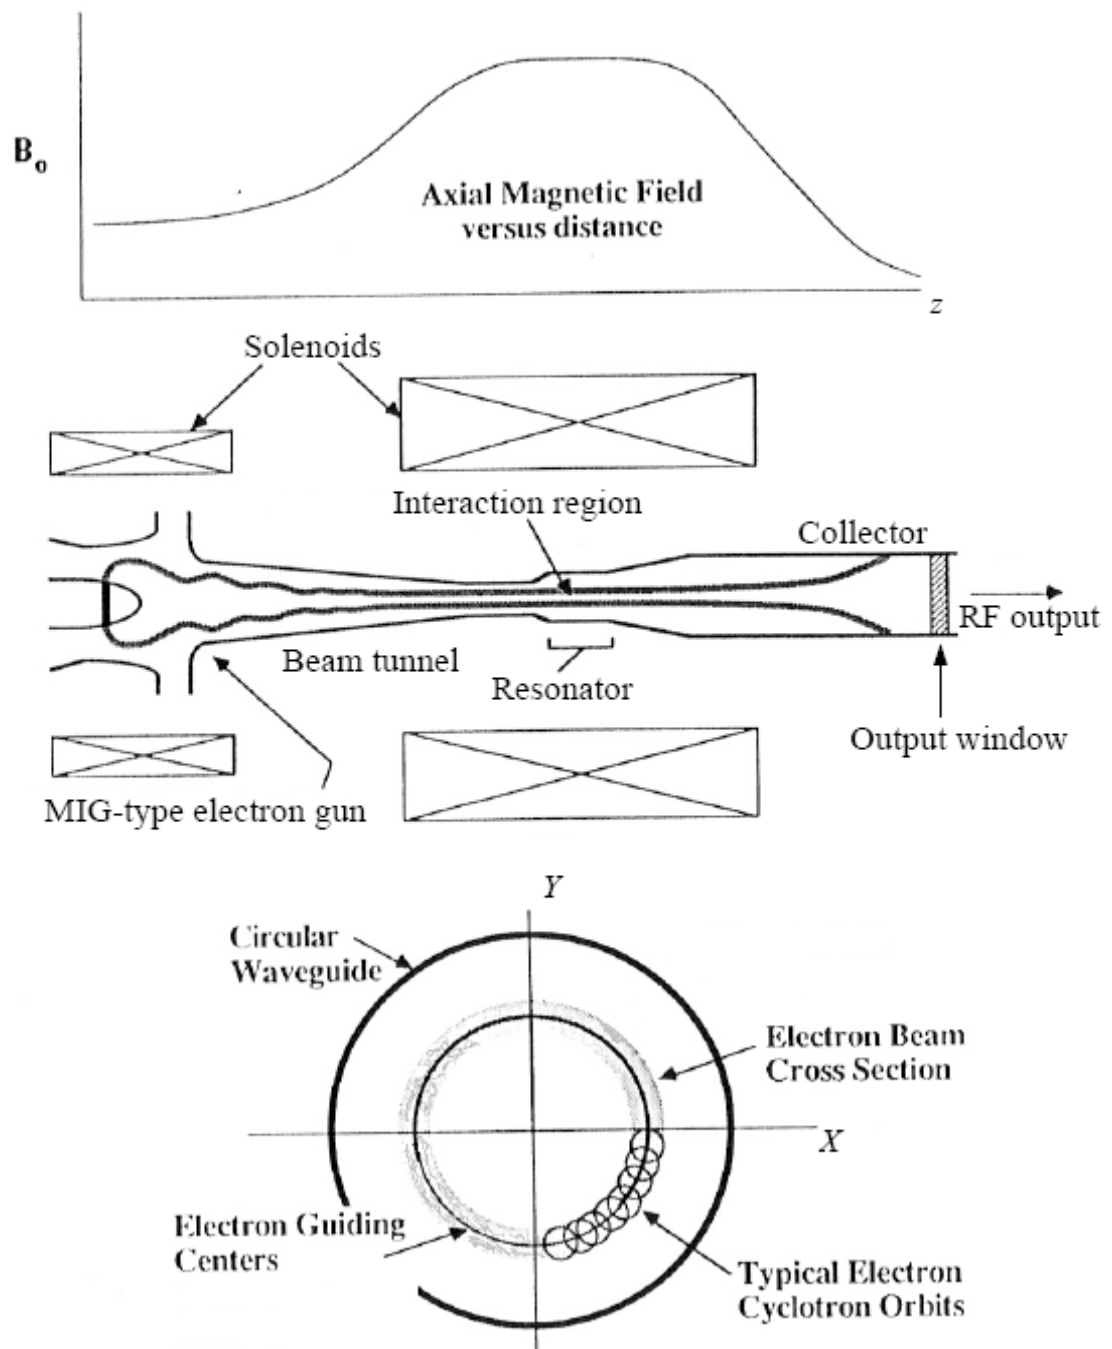 B₀
Axial Magnetic Field
versus distance
z
Solenoids
Interaction region
Collector
RF output
Beam tunnel
Resonator
Output window
MIG-type electron gun
Y
Circular
Waveguide
Electron Beam
Cross Section
X
Electron Guiding
Centers
Typical Electron
Cyclotron Orbits